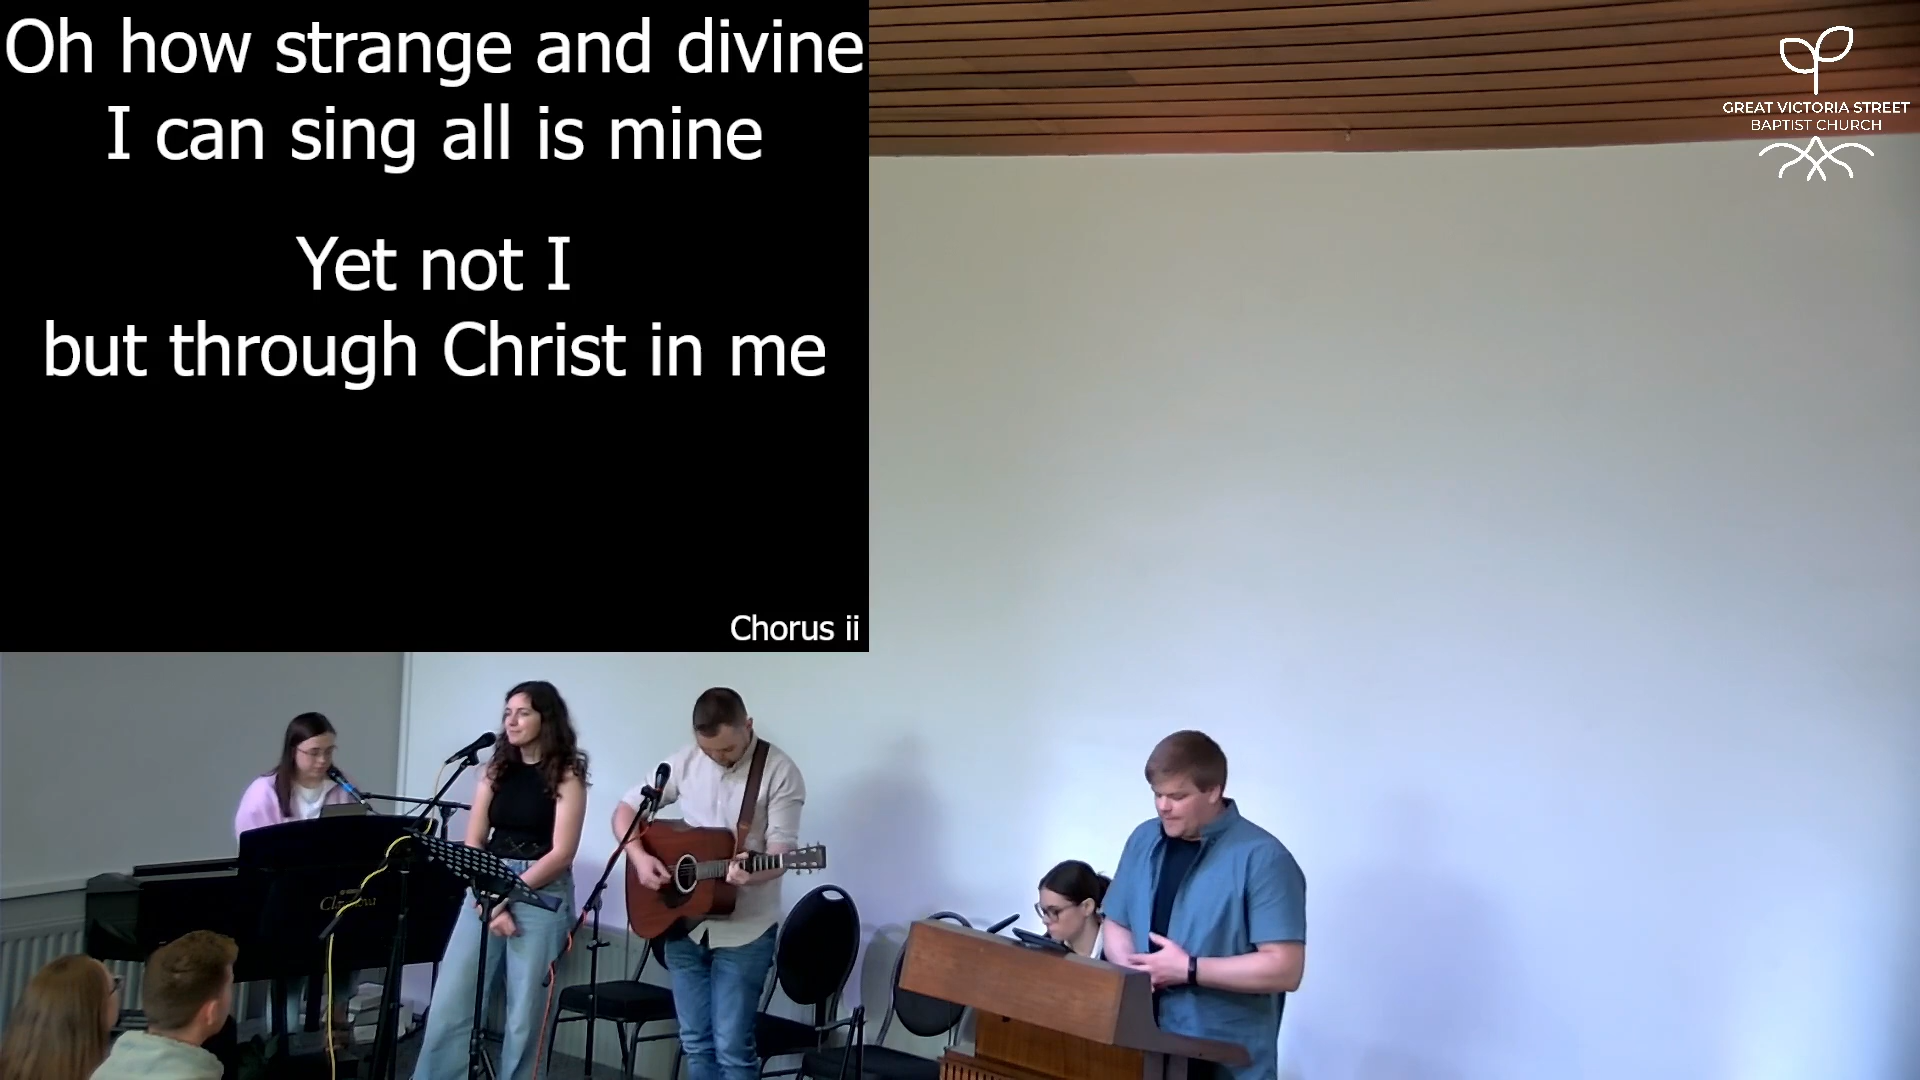 Oh how strange and divine
I can sing all is mine
Yet not I
but through Christ in me
Chorus ii
GREAT VICTORIA STREET
BAPTIST CHURCH